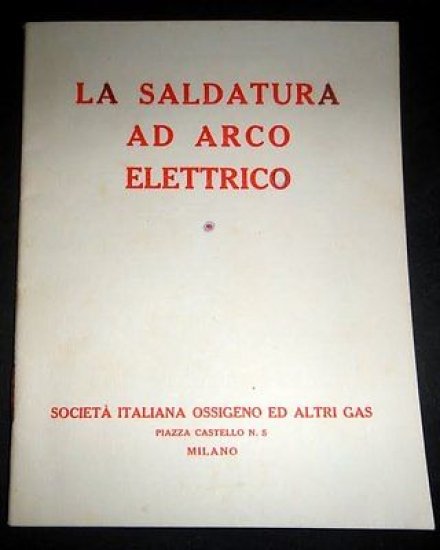 LA SALDATURA
AD ARCO
ELETTRICO
SOCIETÀ ITALIANA OSSIGENO ED ALTRI GAS
PIAZZA CASTELLO N. 5
MILANO